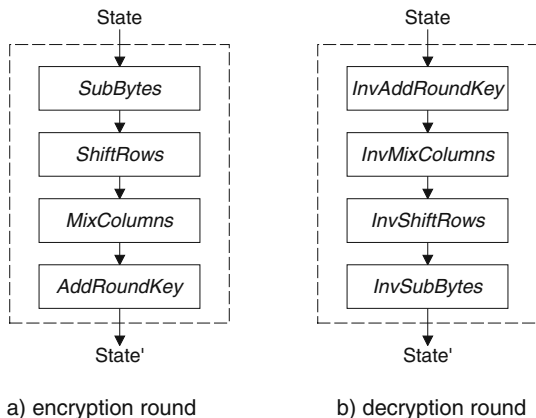 State
SubBytes
ShiftRows
MixColumns
AddRoundKey
State'
a) encryption round
State
InvAddRoundKey
InvMixColumns
InvShiftRows
InvSubBytes
State'
b) decryption round